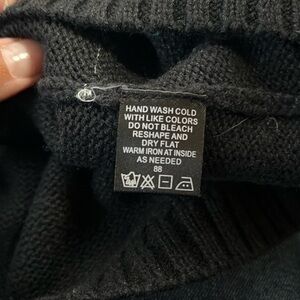 HAND WASH COLD
WITH LIKE COLORS
DO NOT BLEACH
RESHAPE AND
DRY FLAT
WARM IRON AT INSIDE
AS NEEDED
88